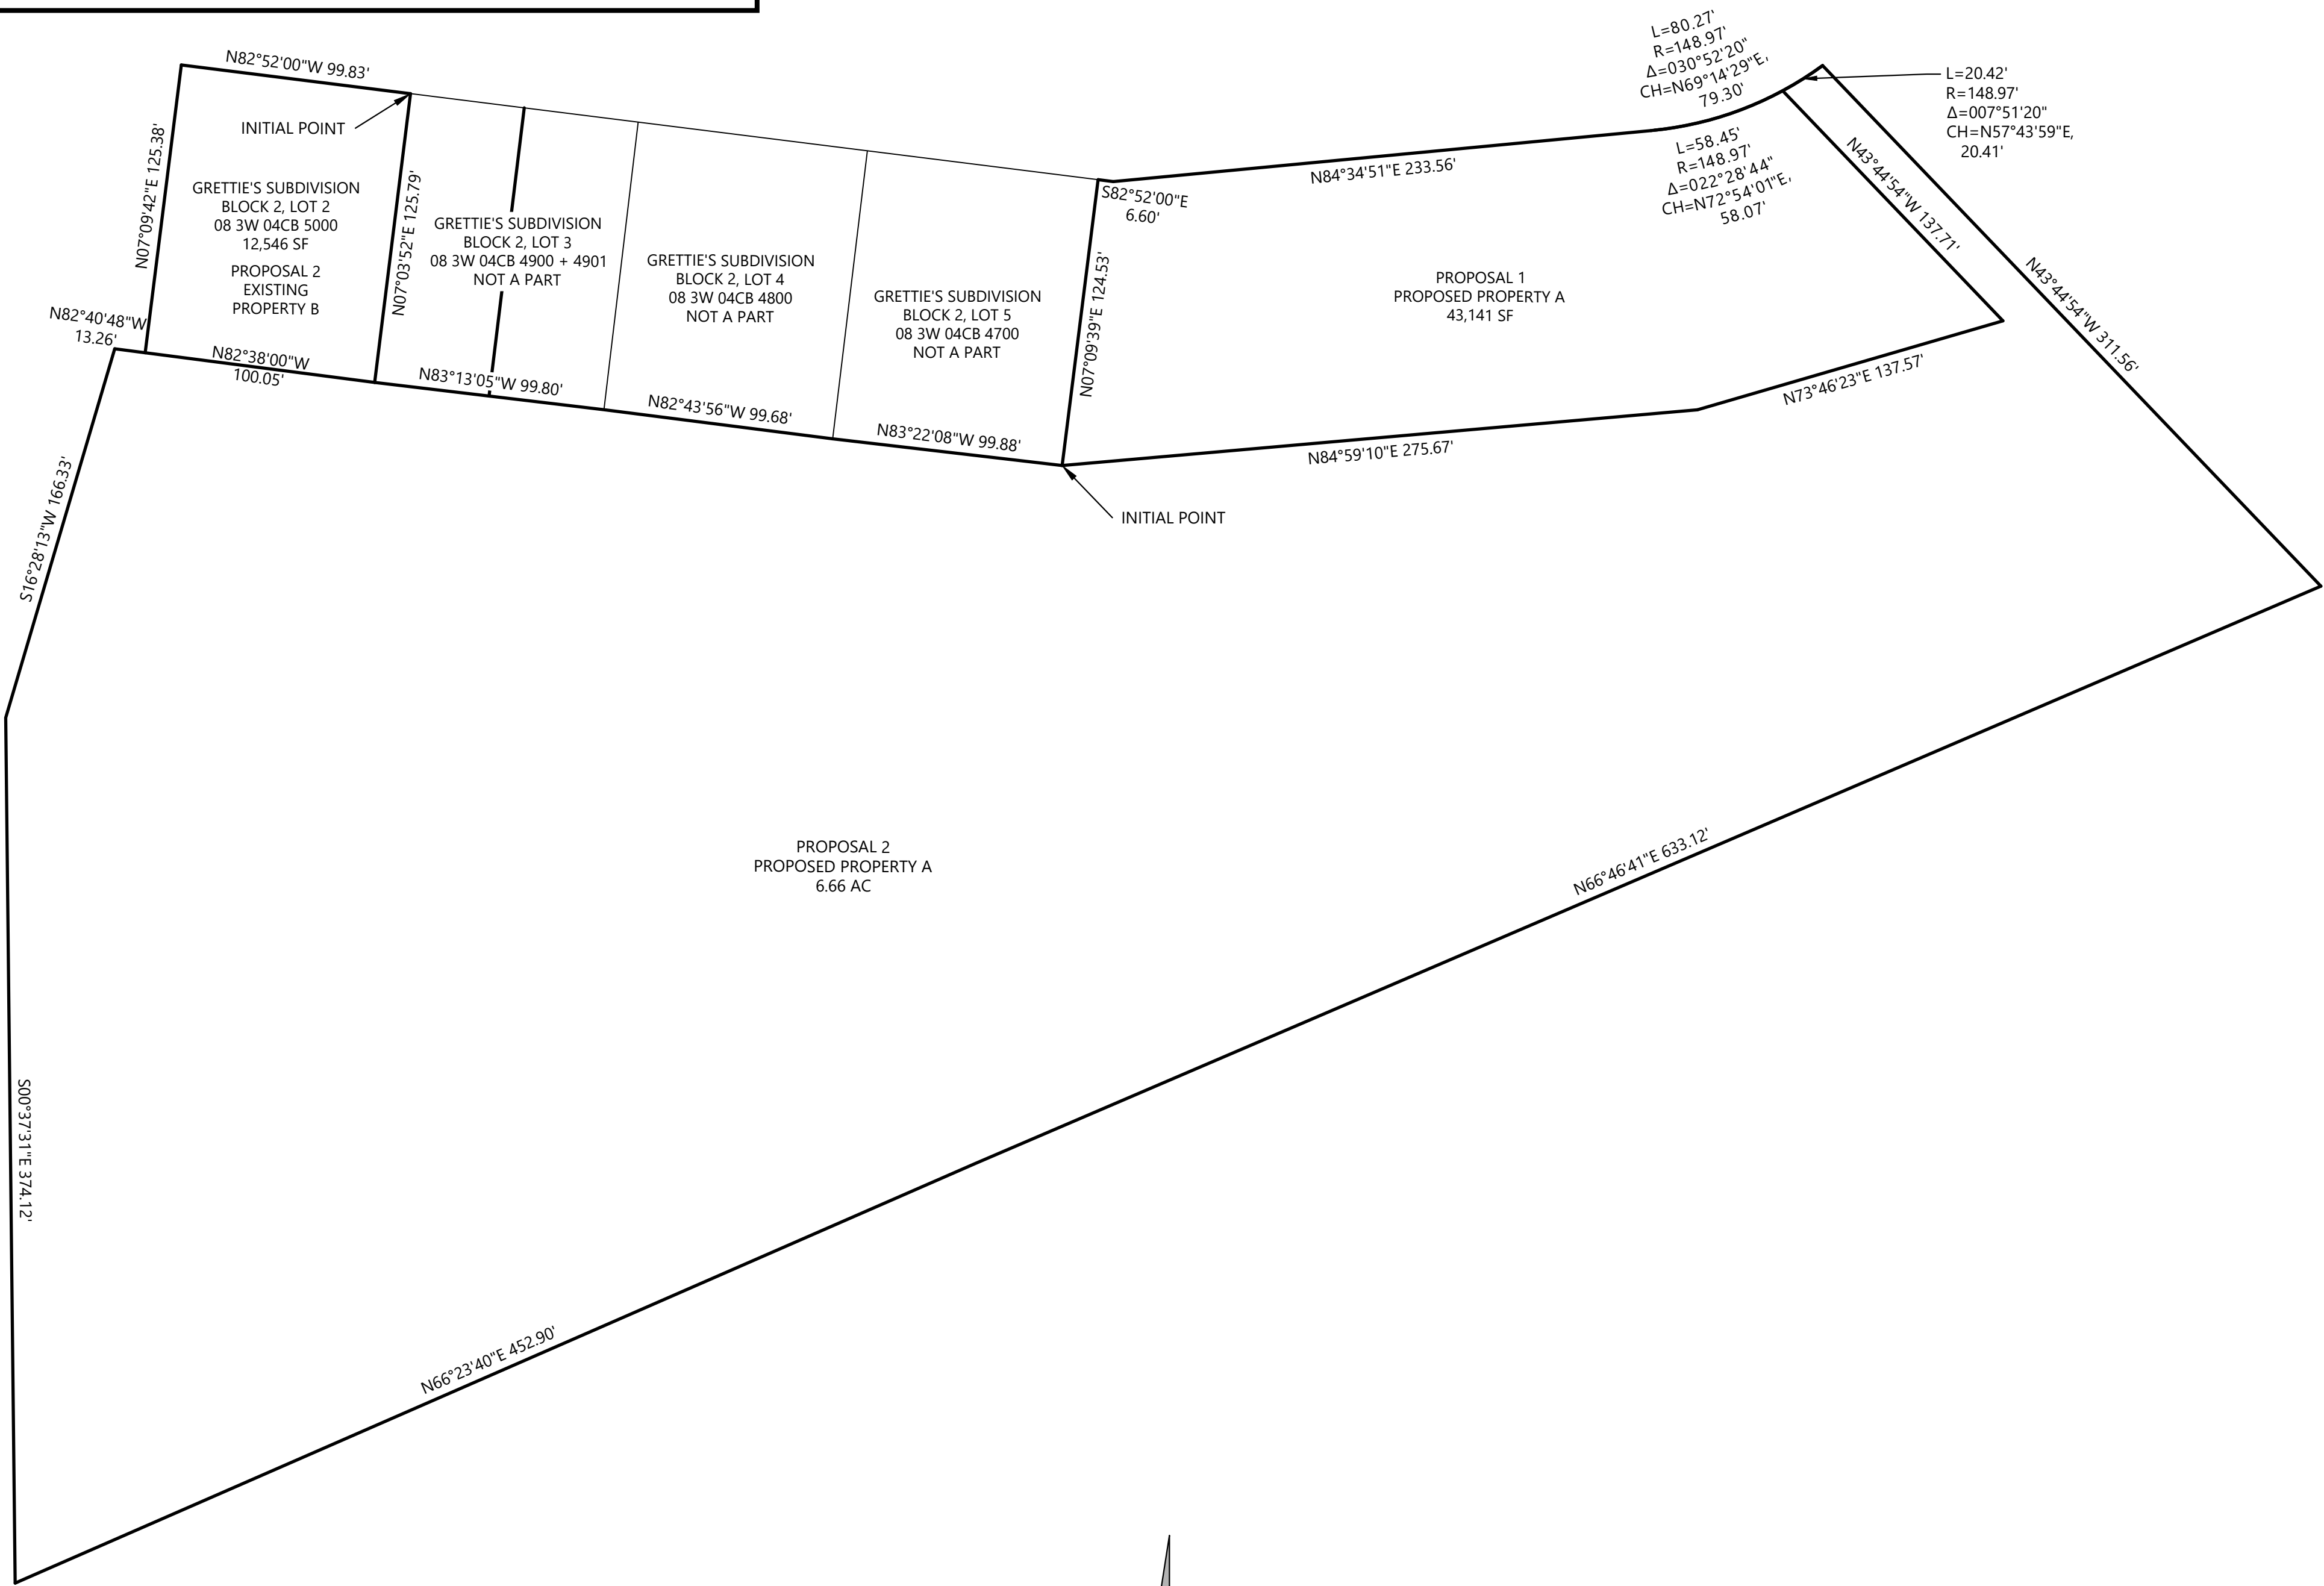 L=80.27'
R=148.97'
Δ=030°52'20"
CH=N69°14'29"E,
79.30'
L=20.42'
R=148.97'
Δ=007°51'20"
CH=N57°43'59"E,
20.41'
N82°52'00"W 99.83'
INITIAL POINT
N07°09'42"E 125.38'
GRETTIE'S SUBDIVISION
BLOCK 2, LOT 2
08 3W 04CB 5000
12,546 SF
PROPOSAL 2
EXISTING
PROPERTY B
N07°03'52"E 125.79'
GRETTIE'S SUBDIVISION
BLOCK 2, LOT 3
08 3W 04CB 4900 + 4901
NOT A PART
GRETTIE'S SUBDIVISION
BLOCK 2, LOT 4
08 3W 04CB 4800
NOT A PART
GRETTIE'S SUBDIVISION
BLOCK 2, LOT 5
08 3W 04CB 4700
NOT A PART
S82°52'00"E
6.60'
N84°34'51"E 233.56'
L=58.45'
R=148.97'
Δ=022°28'44"
CH=N72°54'01"E,
58.07'
N43°44'54"W 137.71'
N43°44'54"W 311.56'
N07°09'39"E 124.53'
PROPOSAL 1
PROPOSED PROPERTY A
43,141 SF
N82°40'48"W
13.26'
N82°38'00"W
100.05'
N83°13'05"W 99.80'
N82°43'56"W 99.68'
N83°22'08"W 99.88'
N84°59'10"E 275.67'
N73°46'23"E 137.57'
INITIAL POINT
S16°28'13"W 166.33'
PROPOSAL 2
PROPOSED PROPERTY A
6.66 AC
N66°46'41"E 633.12'
S00°37'31"E 374.12'
N66°23'40"E 452.90'